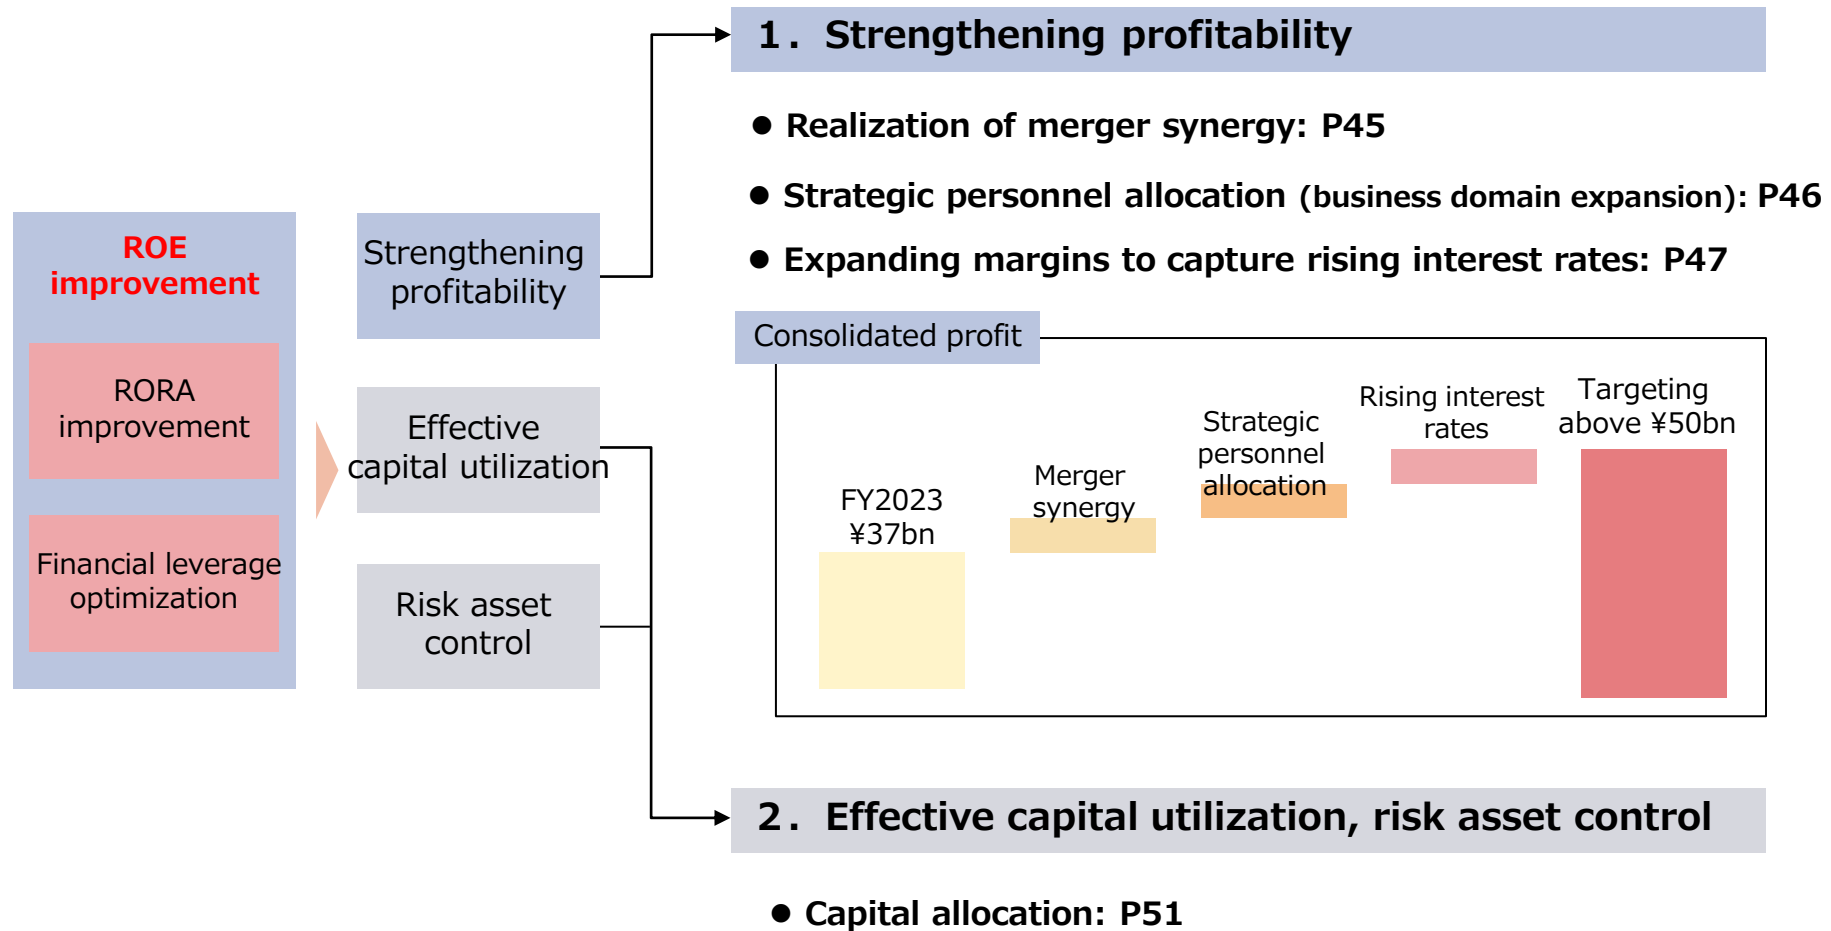 ROE
improvement
RORA
improvement
Financial leverage
optimization
Strengthening
profitability
Effective
capital utilization
Risk asset
control
1. Strengthening profitability
● Realization of merger synergy: P45
● Strategic personnel allocation (business domain expansion): P46
● Expanding margins to capture rising interest rates: P47
Consolidated profit
FY2023
¥37bn
Merger
synergy
Strategic
personnel
allocation
Rising interest
rates
Targeting
above ¥50bn
2. Effective capital utilization, risk asset control
● Capital allocation: P51